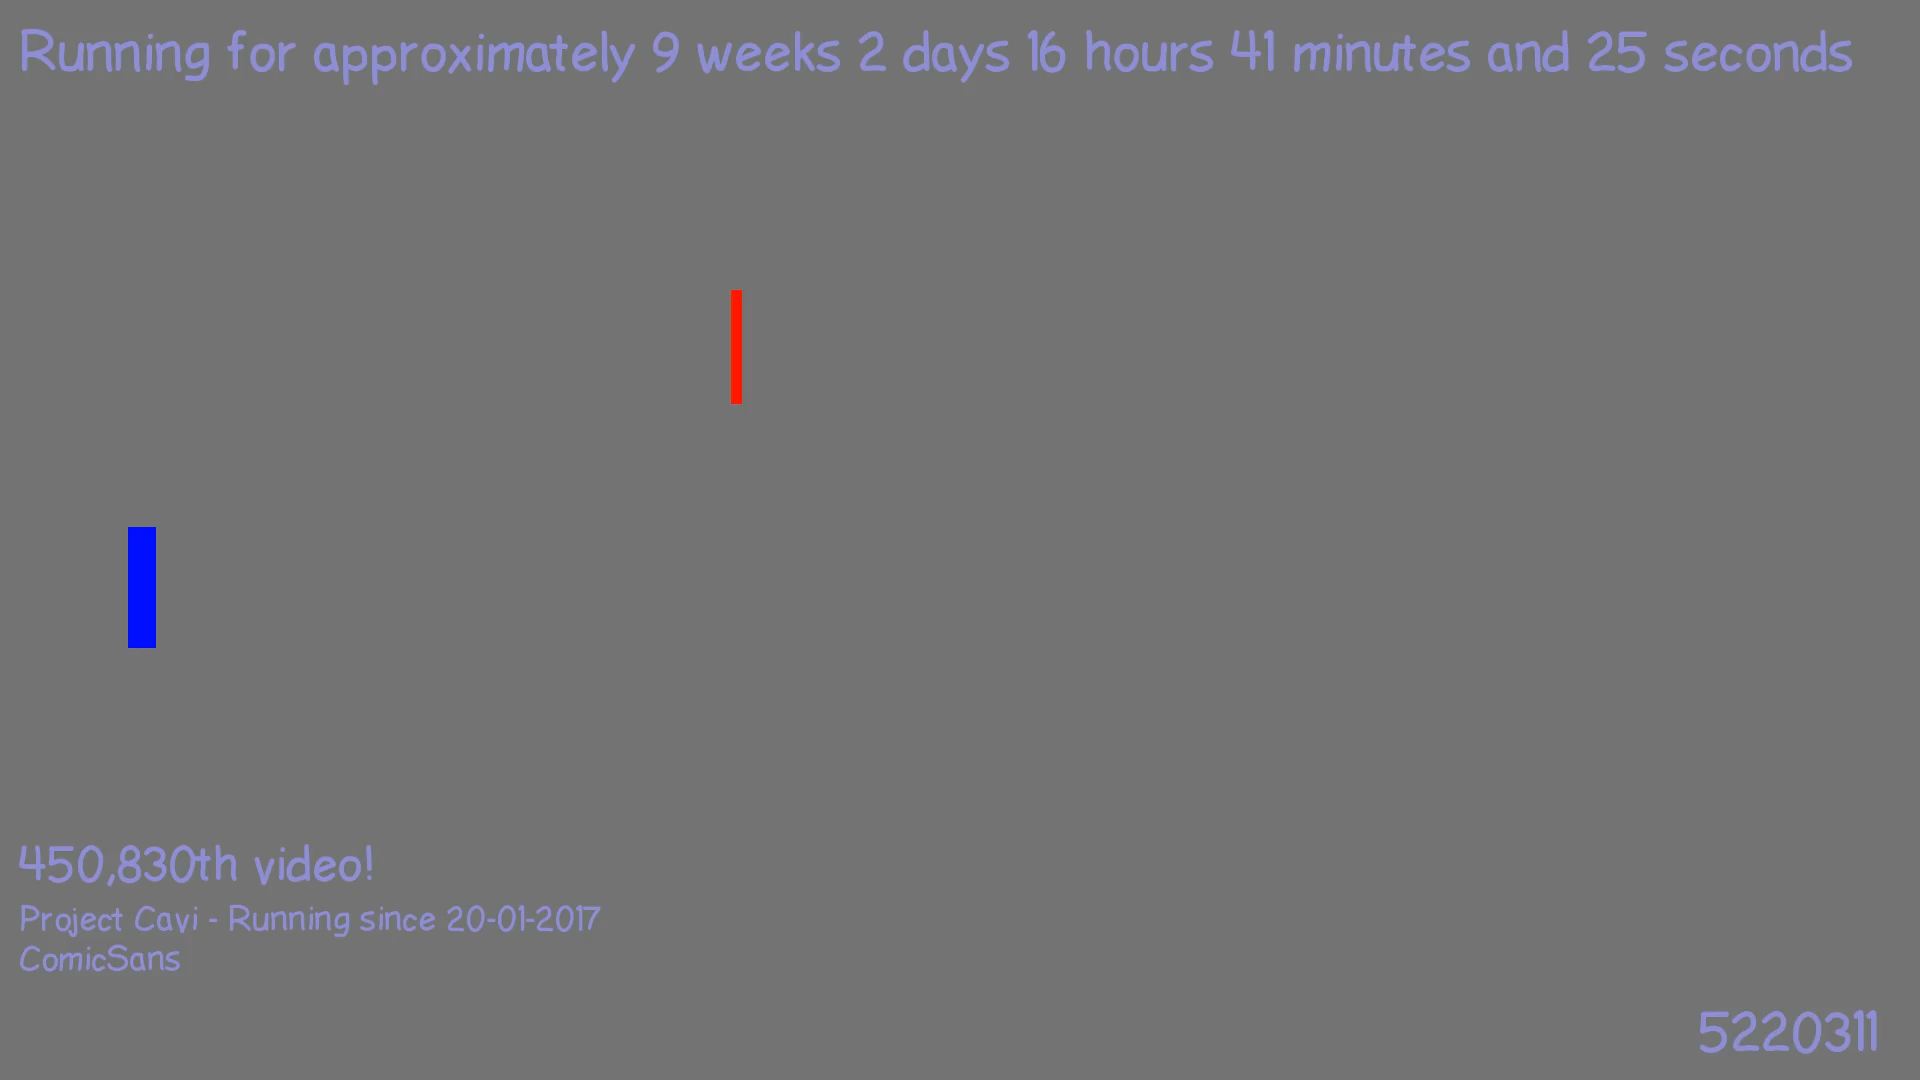 Running for approximately 9 weeks 2 days 16 hours 41 minutes and 25 seconds
450,830th video!
Project Cavi - Running since 20-01-2017
ComicSans
5220311